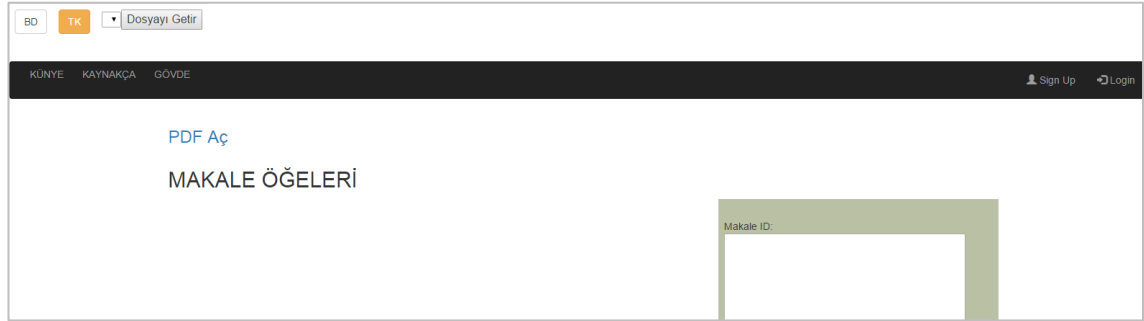 BD TK Dosyayı Getir
KÜNYE KAYNAKÇA GÖVDE Sign Up Login
PDF Aç
MAKALE ÖĞELERİ
Makale ID: